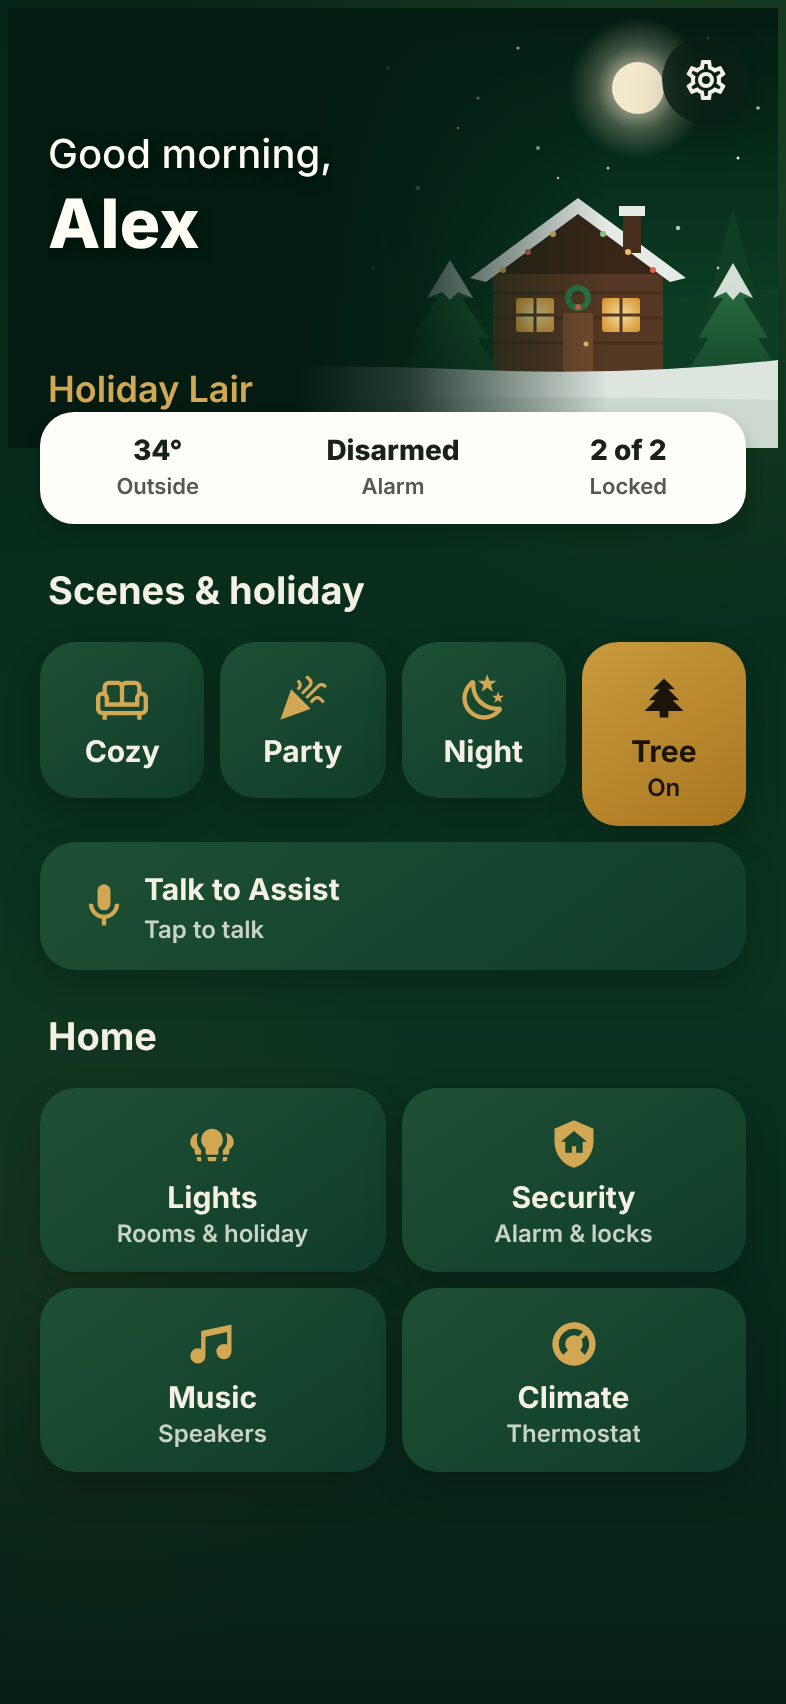 Good morning,
Alex
Holiday Lair
34° Disarmed 2 of 2
Outside Alarm Locked
Scenes & holiday
Cozy Party Night Tree
On
Talk to Assist
Tap to talk
Home
Lights Security
Rooms & holiday Alarm & locks
Music Climate
Speakers Thermostat